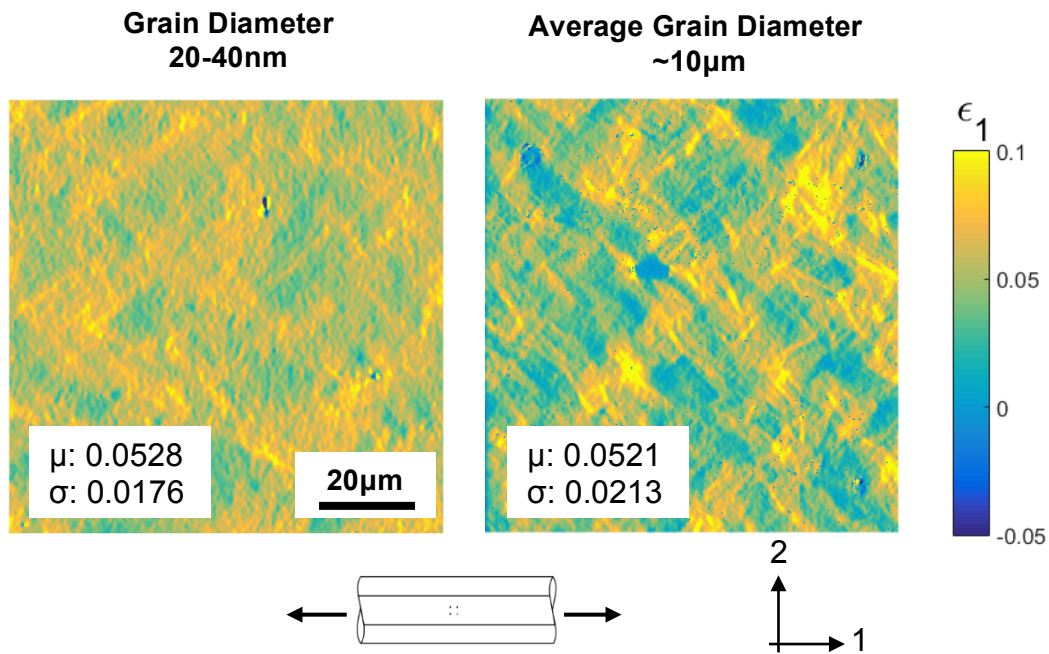 Grain Diameter
20-40nm
Average Grain Diameter
~10µm
ϵ1
0.1
0.05
0
-0.05
µ: 0.0528
σ: 0.0176
20µm
µ: 0.0521
σ: 0.0213
2
1